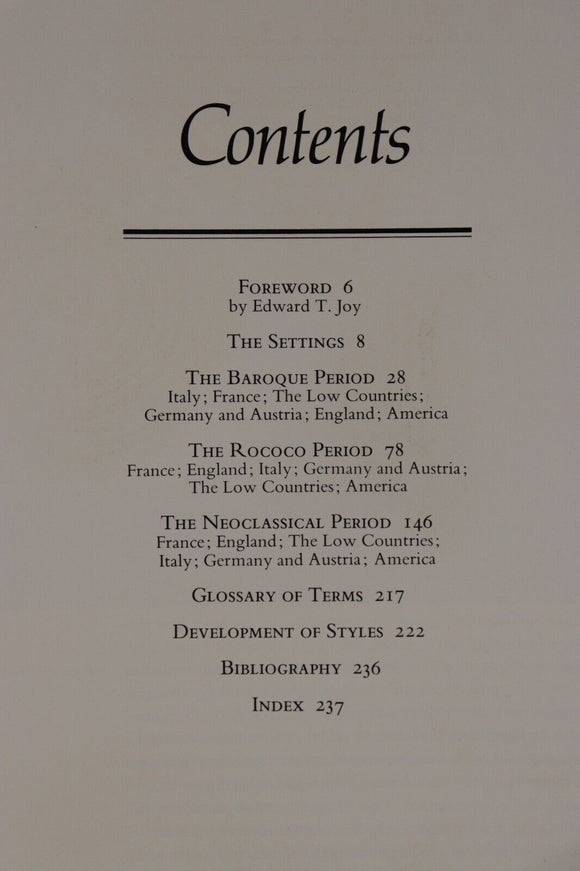 Contents
Foreword 6
by Edward T. Joy
The Settings 8
The Baroque Period 28
Italy; France; The Low Countries;
Germany and Austria; England; America
The Rococo Period 78
France; England; Italy; Germany and Austria;
The Low Countries; America
The Neoclassical Period 146
France; England; The Low Countries;
Italy; Germany and Austria; America
Glossary of Terms 217
Development of Styles 222
Bibliography 236
Index 237